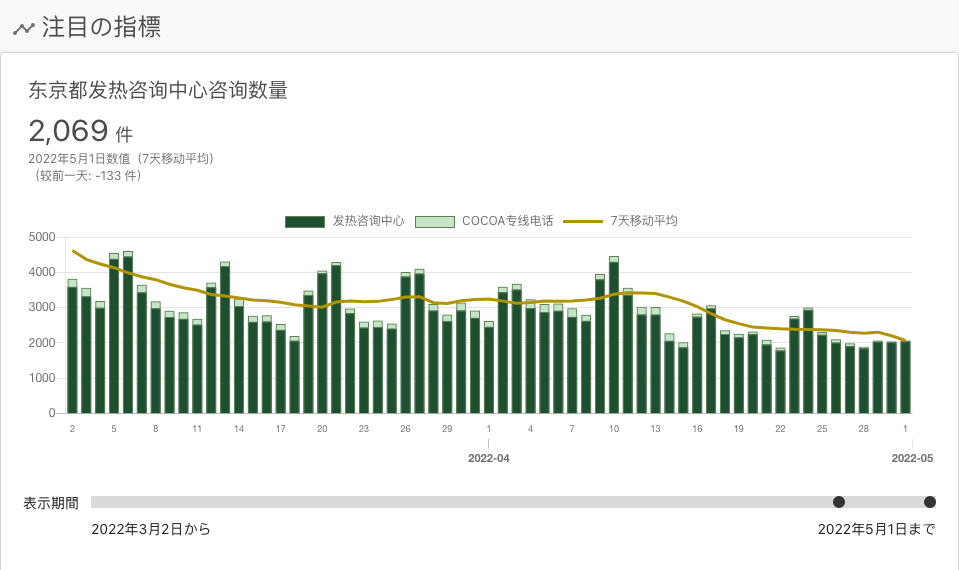 注目の指標
东京都发热咨询中心咨询数量
2,069 件
2022年5月1日数值（7天移动平均）
（较前一天: -133 件）
发热咨询中心 COCOA专线电话 7天移动平均
5000
4000
3000
2000
1000
0
2 5 8 11 14 17 20 23 26 29 1 4 7 10 13 16 19 22 25 28 1
2022-04 2022-05
表示期間
2022年3月2日から 2022年5月1日まで